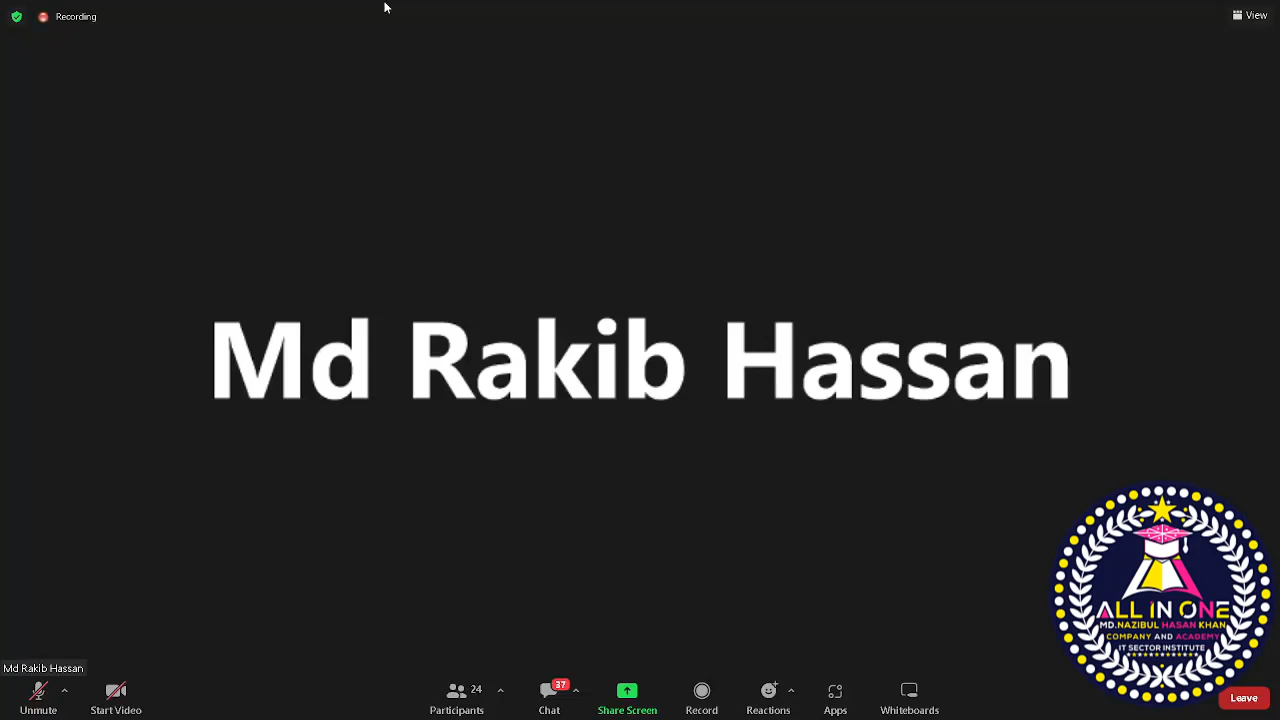 Recording
View
Md Rakib Hassan
ALL IN ONE
MD.NAZIBUL HASAN KHAN
COMPANY AND ACADEMY
IT SECTOR INSTITUTE
Md Rakib Hassan
Unmute
Start Video
Participants 24
Chat 37
Share Screen
Record
Reactions
Apps
Whiteboards
Leave